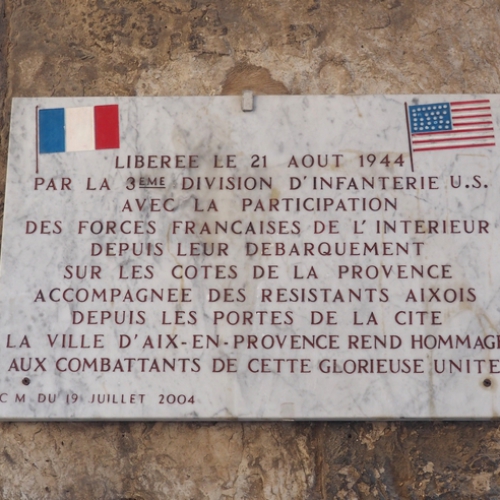 LIBEREE LE 21 AOUT 1944
PAR LA 3EME DIVISION D'INFANTERIE U.S.
AVEC LA PARTICIPATION
DES FORCES FRANCAISES DE L'INTERIEUR
DEPUIS LEUR DEBARQUEMENT
SUR LES COTES DE LA PROVENCE
ACCOMPAGNEE DES RESISTANTS AIXOIS
DEPUIS LES PORTES DE LA CITE
LA VILLE D'AIX-EN-PROVENCE REND HOMMAG
AUX COMBATTANTS DE CETTE GLORIEUSE UNITE
C M DU 19 JUILLET 2004